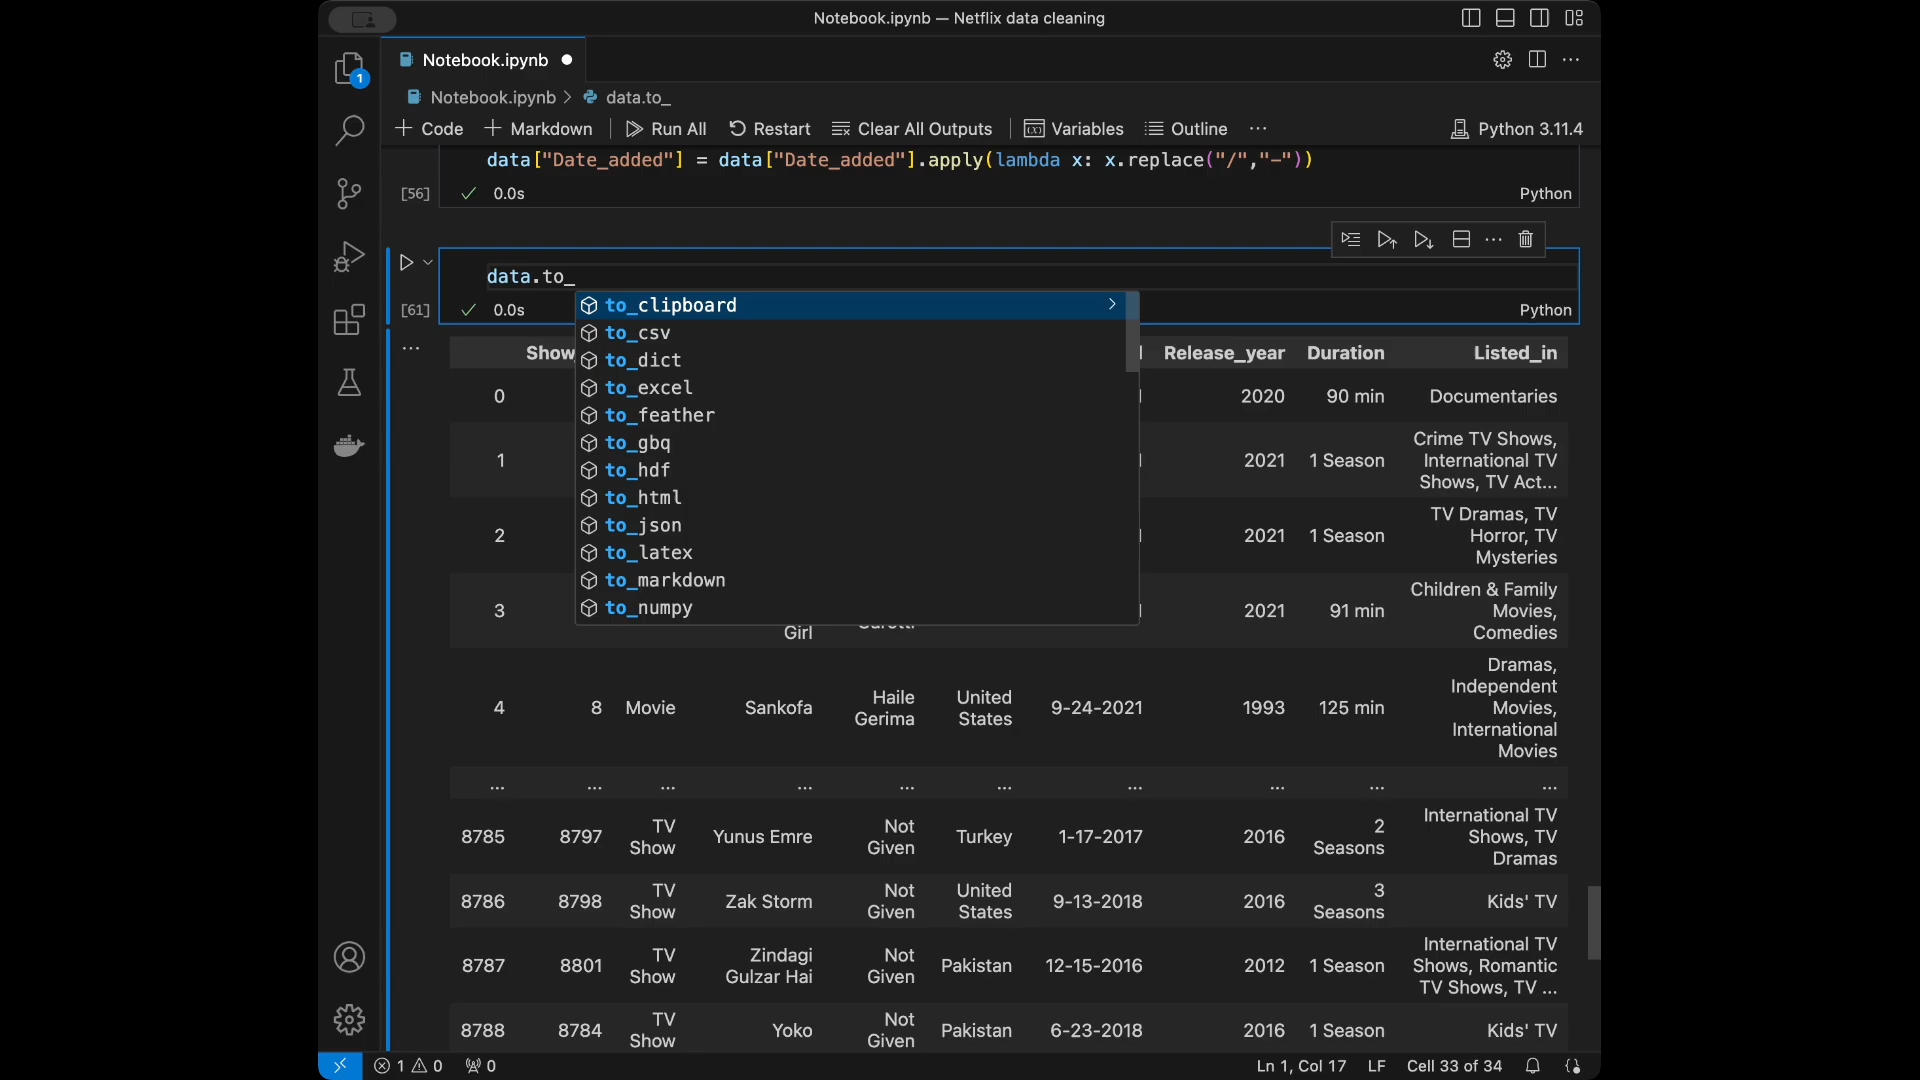 Notebook.ipynb — Netflix data cleaning
1
Notebook.ipynb
Notebook.ipynb > data.to_
Code Markdown Run All Restart Clear All Outputs Variables Outline ... Python 3.11.4
data["Date_added"] = data["Date_added"].apply(lambda x: x.replace("/","-"))
[56] 0.0s Python
data.to_
[61] 0.0s Python
to_clipboard
to_csv
to_dict
to_excel
to_feather
to_gbq
to_hdf
to_html
to_json
to_latex
to_markdown
to_numpy
Show Release_year Duration Listed_in
0 2020 90 min Documentaries
Crime TV Shows,
1 2021 1 Season International TV
Shows, TV Act...
TV Dramas, TV
2 2021 1 Season Horror, TV
Mysteries
Children & Family
3 2021 91 min Movies,
Girl Comedies
Dramas,
Independent
4 8 Movie Sankofa Haile Gerima United States 9-24-2021 1993 125 min Movies,
International
Movies
... ... ... ... ... ... ... ... ... ...
8785 8797 TV Show Yunus Emre Not Given Turkey 1-17-2017 2016 2 Seasons International TV Shows, TV Dramas
8786 8798 TV Show Zak Storm Not Given United States 9-13-2018 2016 3 Seasons Kids' TV
8787 8801 TV Show Zindagi Gulzar Hai Not Given Pakistan 12-15-2016 2012 1 Season International TV Shows, Romantic TV Shows, TV ...
8788 8784 TV Show Yoko Not Given Pakistan 6-23-2018 2016 1 Season Kids' TV
1 0 0 Ln 1, Col 17 LF Cell 33 of 34